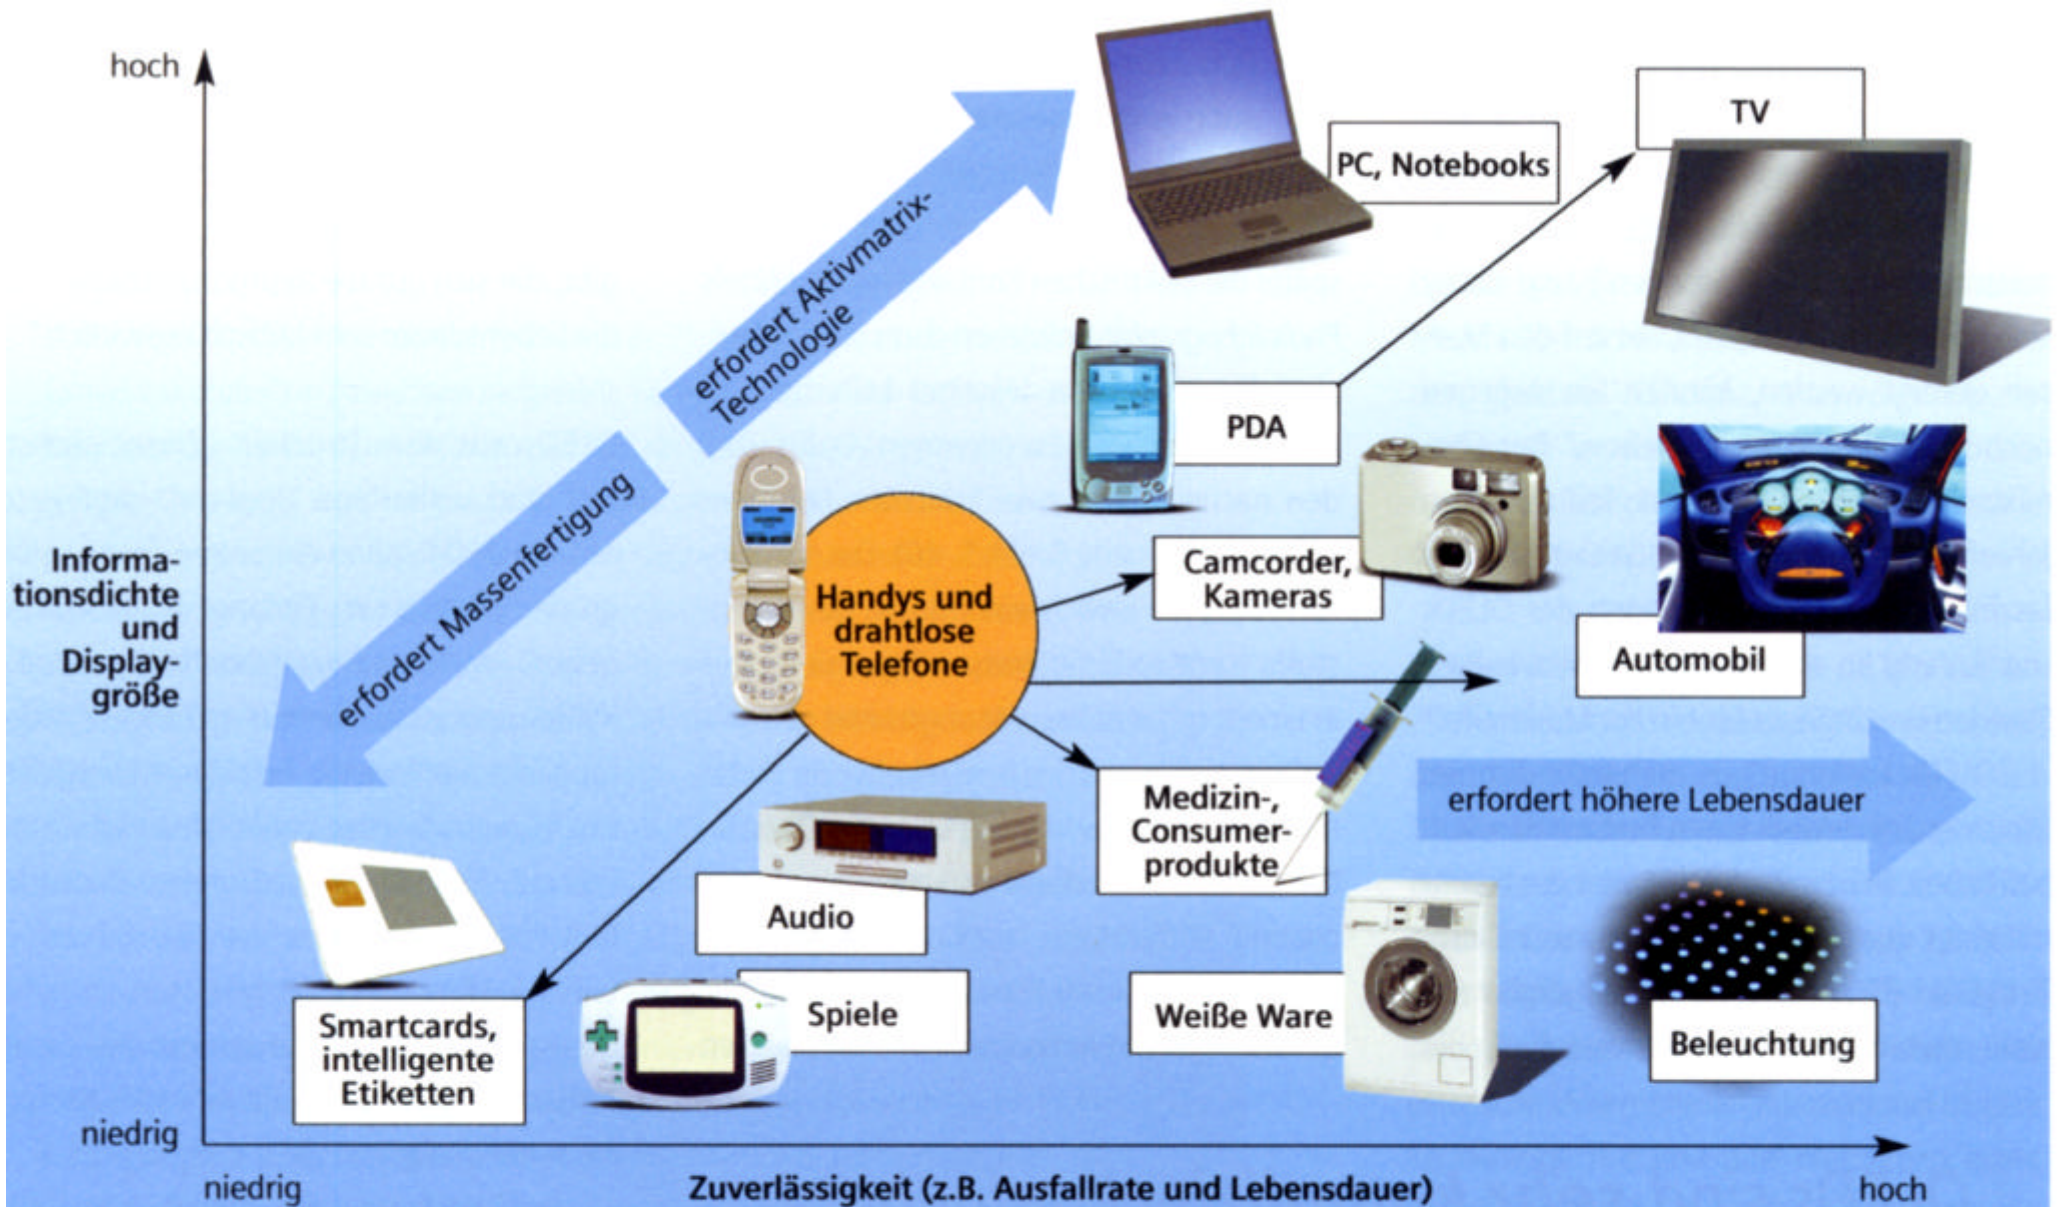 hoch
TV
PC, Notebooks
erfordert Aktivmatrix-
Technologie
PDA
erfordert Massenfertigung
Informa-
tionsdichte
und
Display-
größe
Handys und
drahtlose
Telefone
Camcorder,
Kameras
Automobil
Medizin-,
Consumer-
produkte
erfordert höhere Lebensdauer
Audio
Smartcards,
intelligente
Etiketten
Spiele
Weiße Ware
Beleuchtung
niedrig
niedrig
Zuverlässigkeit (z.B. Ausfallrate und Lebensdauer)
hoch